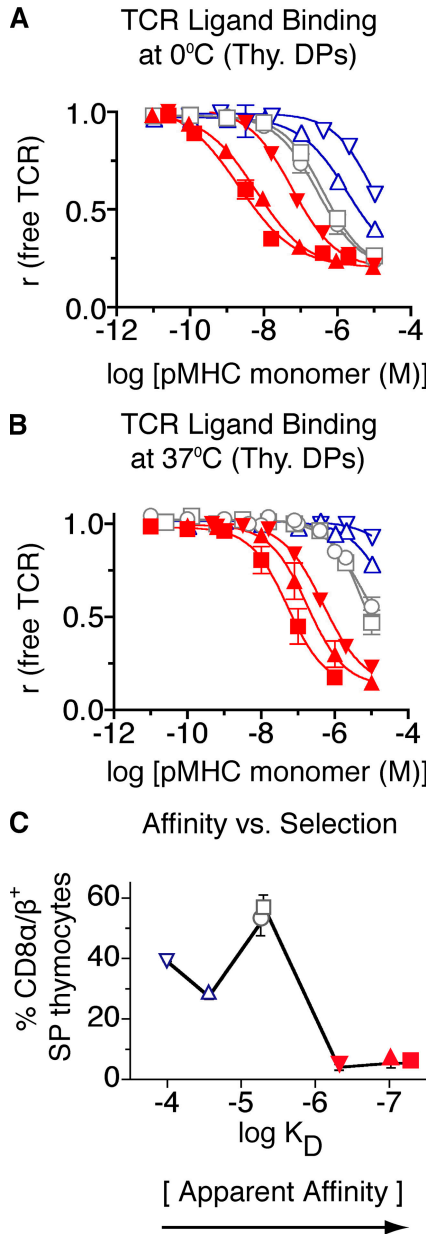 A
TCR Ligand Binding
at 0⁰C (Thy. DPs)
1.0
0.5
0.0
r (free TCR)
-12 -10 -8 -6 -4
log [pMHC monomer (M)]
B
TCR Ligand Binding
at 37⁰C (Thy. DPs)
1.0
0.5
0.0
r (free TCR)
-12 -10 -8 -6 -4
log [pMHC monomer (M)]
C
Affinity vs. Selection
60
40
20
0
% CD8α/β⁺
SP thymocytes
-4 -5 -6 -7
log K_D
[ Apparent Affinity ]